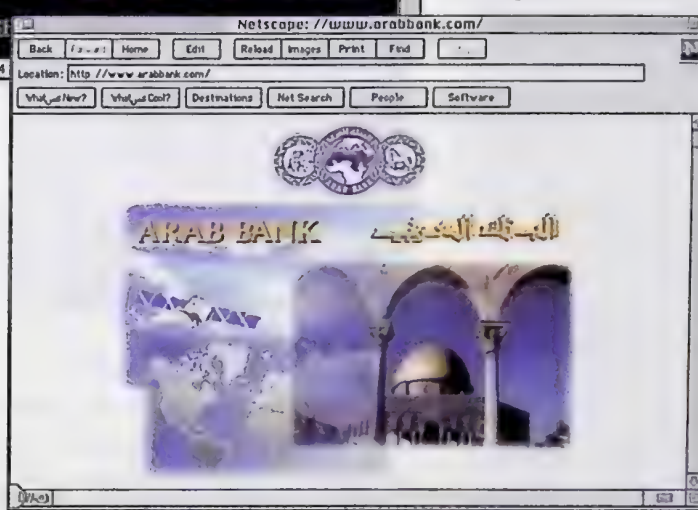 Netscape: //www.arabbank.com/
Back Forward Home Edit Reload Images Print Find
Location: http://www.arabbank.com/
What's New? What's Cool? Destinations Net Search People Software
ARAB BANK البنك العربي